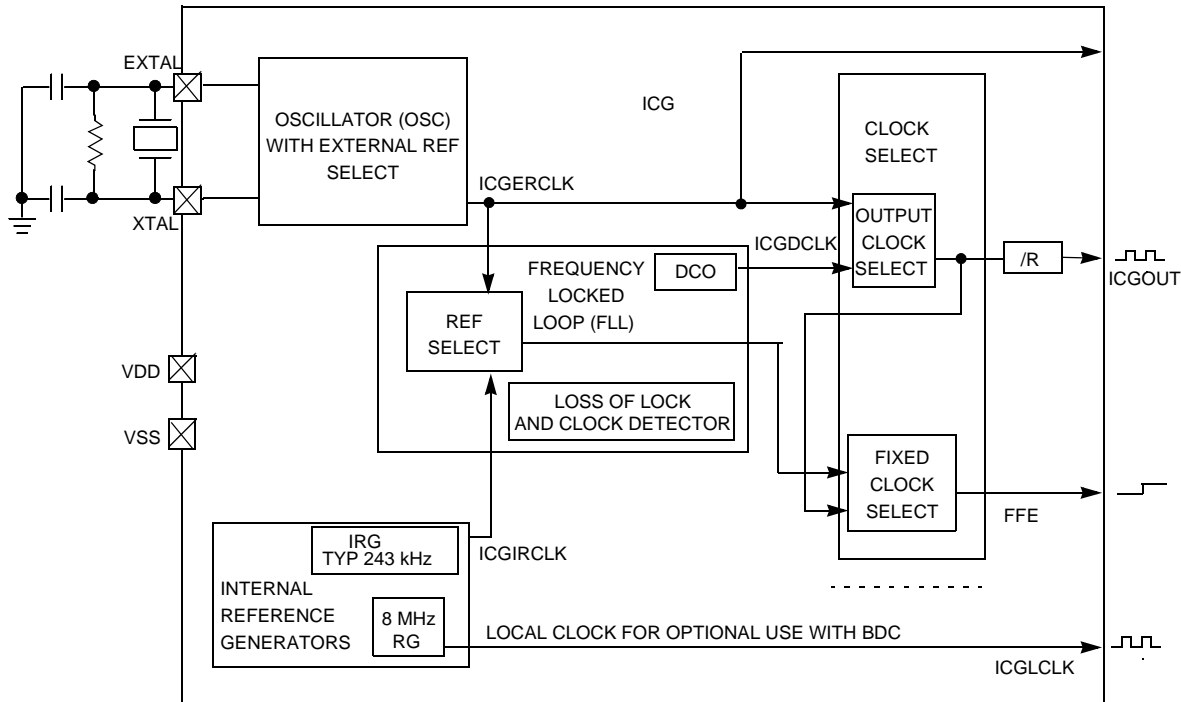 EXTAL
XTAL
OSCILLATOR (OSC)
WITH EXTERNAL REF
SELECT
ICG
CLOCK
SELECT
ICGERCLK
OUTPUT
CLOCK
SELECT
ICGDCLK
/R
ICGOUT
FREQUENCY
LOCKED
LOOP (FLL)
DCO
REF
SELECT
LOSS OF LOCK
AND CLOCK DETECTOR
VDD
VSS
FIXED
CLOCK
SELECT
FFE
IRG
TYP 243 kHz
ICGIRCLK
INTERNAL
REFERENCE
GENERATORS
8 MHz
RG
LOCAL CLOCK FOR OPTIONAL USE WITH BDC
ICGLCLK